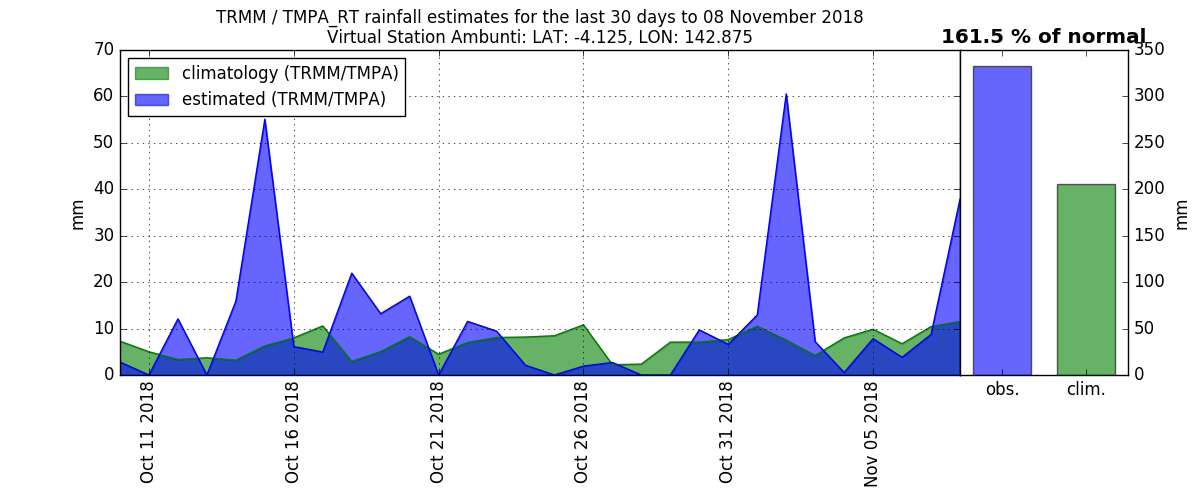 TRMM / TMPA_RT rainfall estimates for the last 30 days to 08 November 2018
Virtual Station Ambunti: LAT: -4.125, LON: 142.875
161.5 % of normal
climatology (TRMM/TMPA)
estimated (TRMM/TMPA)
mm
70
60
50
40
30
20
10
0
Oct 11 2018
Oct 16 2018
Oct 21 2018
Oct 26 2018
Oct 31 2018
Nov 05 2018
obs.
clim.
350
300
250
200
150
100
50
0
mm